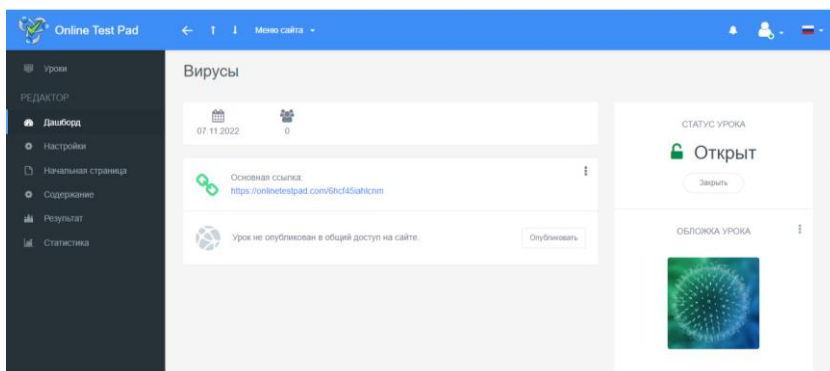 Online Test Pad
Меню сайта
Уроки
РЕДАКТОР
Дашборд
Настройки
Начальная страница
Содержание
Результат
Статистика
Вирусы
07.11.2022
0
Основная ссылка:
https://onlinetestpad.com/6hcf45iahlcnm
Урок не опубликован в общий доступ на сайте.
Опубликовать
СТАТУС УРОКА
Открыт
Закрыть
ОБЛОЖКА УРОКА